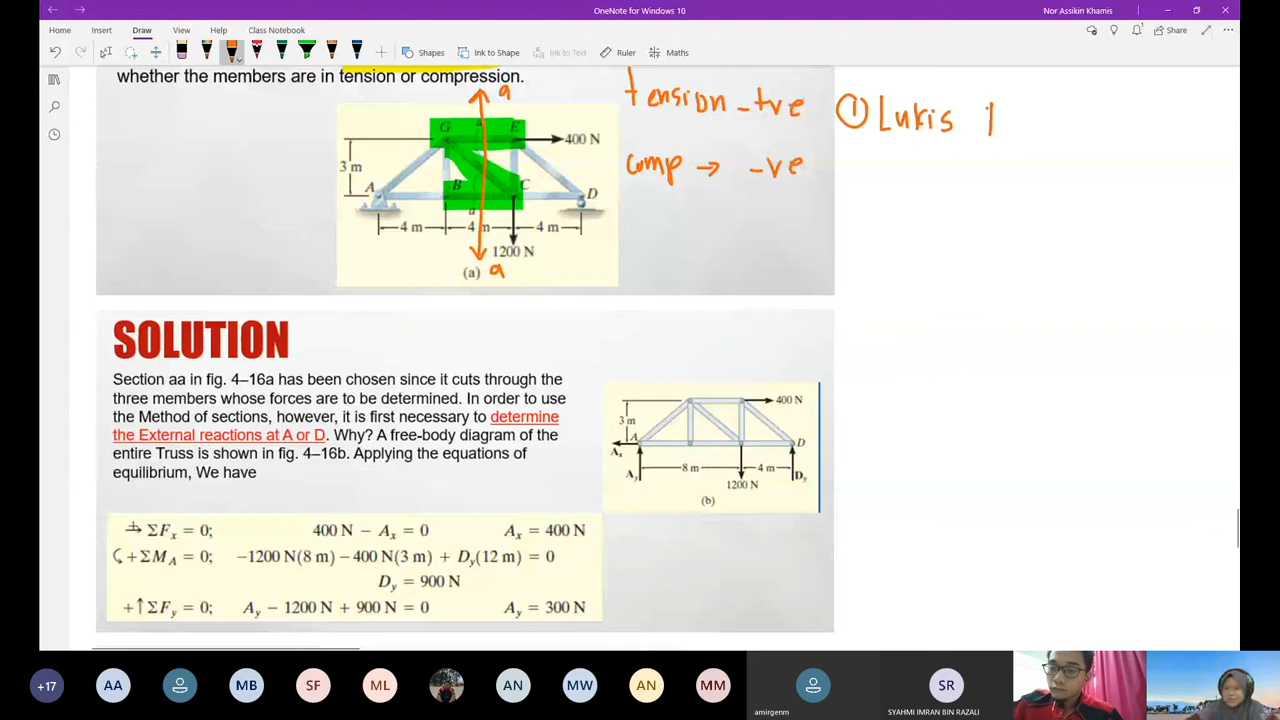 OneNote for Windows 10
Nor Assikin Khamis
Home Insert Draw View Help Class Notebook
Shapes Ink to Shape Ink to Text Ruler Maths
Share
whether the members are in tension or compression.
tension → +ve
comp → -ve
① Lukis
a
G E 400 N
3 m
A B C D
a
4 m 4 m 4 m
1200 N
(a) a
SOLUTION
Section aa in fig. 4–16a has been chosen since it cuts through the
three members whose forces are to be determined. In order to use
the Method of sections, however, it is first necessary to determine
the External reactions at A or D. Why? A free-body diagram of the
entire Truss is shown in fig. 4–16b. Applying the equations of
equilibrium, We have
400 N
3 m
A D
Ax
8 m 4 m
Ay Dy
1200 N
(b)
+→ ΣFx = 0; 400 N − Ax = 0 Ax = 400 N
↺+ΣMA = 0; −1200 N(8 m) − 400 N(3 m) + Dy(12 m) = 0
Dy = 900 N
+↑ΣFy = 0; Ay − 1200 N + 900 N = 0 Ay = 300 N
+17 AA MB SF ML AN MW AN MM SR
amirgenm
SYAHMI IMRAN BIN RAZALI